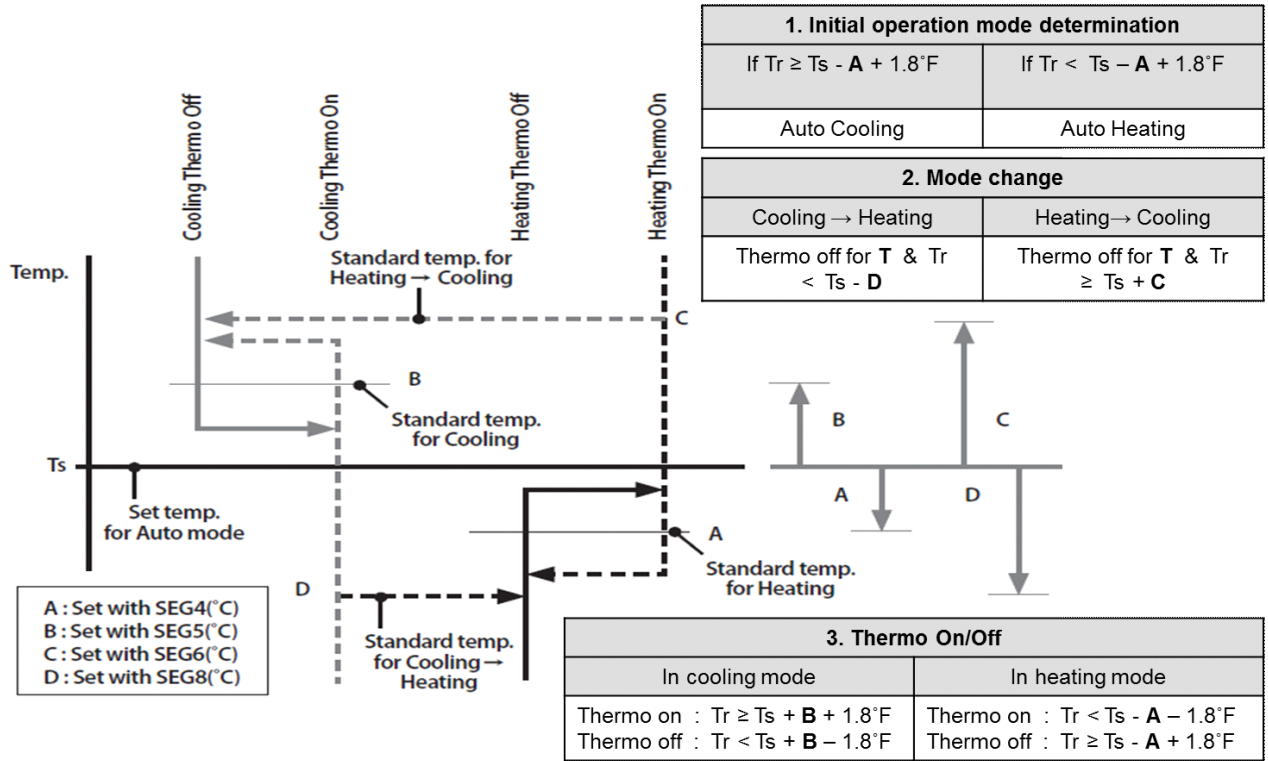 1. Initial operation mode determination
If Tr ≥ Ts - A + 1.8˚F
If Tr < Ts – A + 1.8˚F
Auto Cooling
Auto Heating
2. Mode change
Cooling → Heating
Heating→ Cooling
Thermo off for T & Tr
< Ts - D
Thermo off for T & Tr
≥ Ts + C
Cooling Thermo Off
Cooling Thermo On
Heating Thermo Off
Heating Thermo On
Temp.
Standard temp. for
Heating → Cooling
C
B
Standard temp.
for Cooling
Ts
Set temp.
for Auto mode
A
Standard temp.
for Heating
D
Standard temp.
for Cooling →
Heating
B
C
A
D
A : Set with SEG4(˚C)
B : Set with SEG5(˚C)
C : Set with SEG6(˚C)
D : Set with SEG8(˚C)
3. Thermo On/Off
In cooling mode
In heating mode
Thermo on : Tr ≥ Ts + B + 1.8˚F
Thermo off : Tr < Ts + B – 1.8˚F
Thermo on : Tr < Ts - A – 1.8˚F
Thermo off : Tr ≥ Ts - A + 1.8˚F